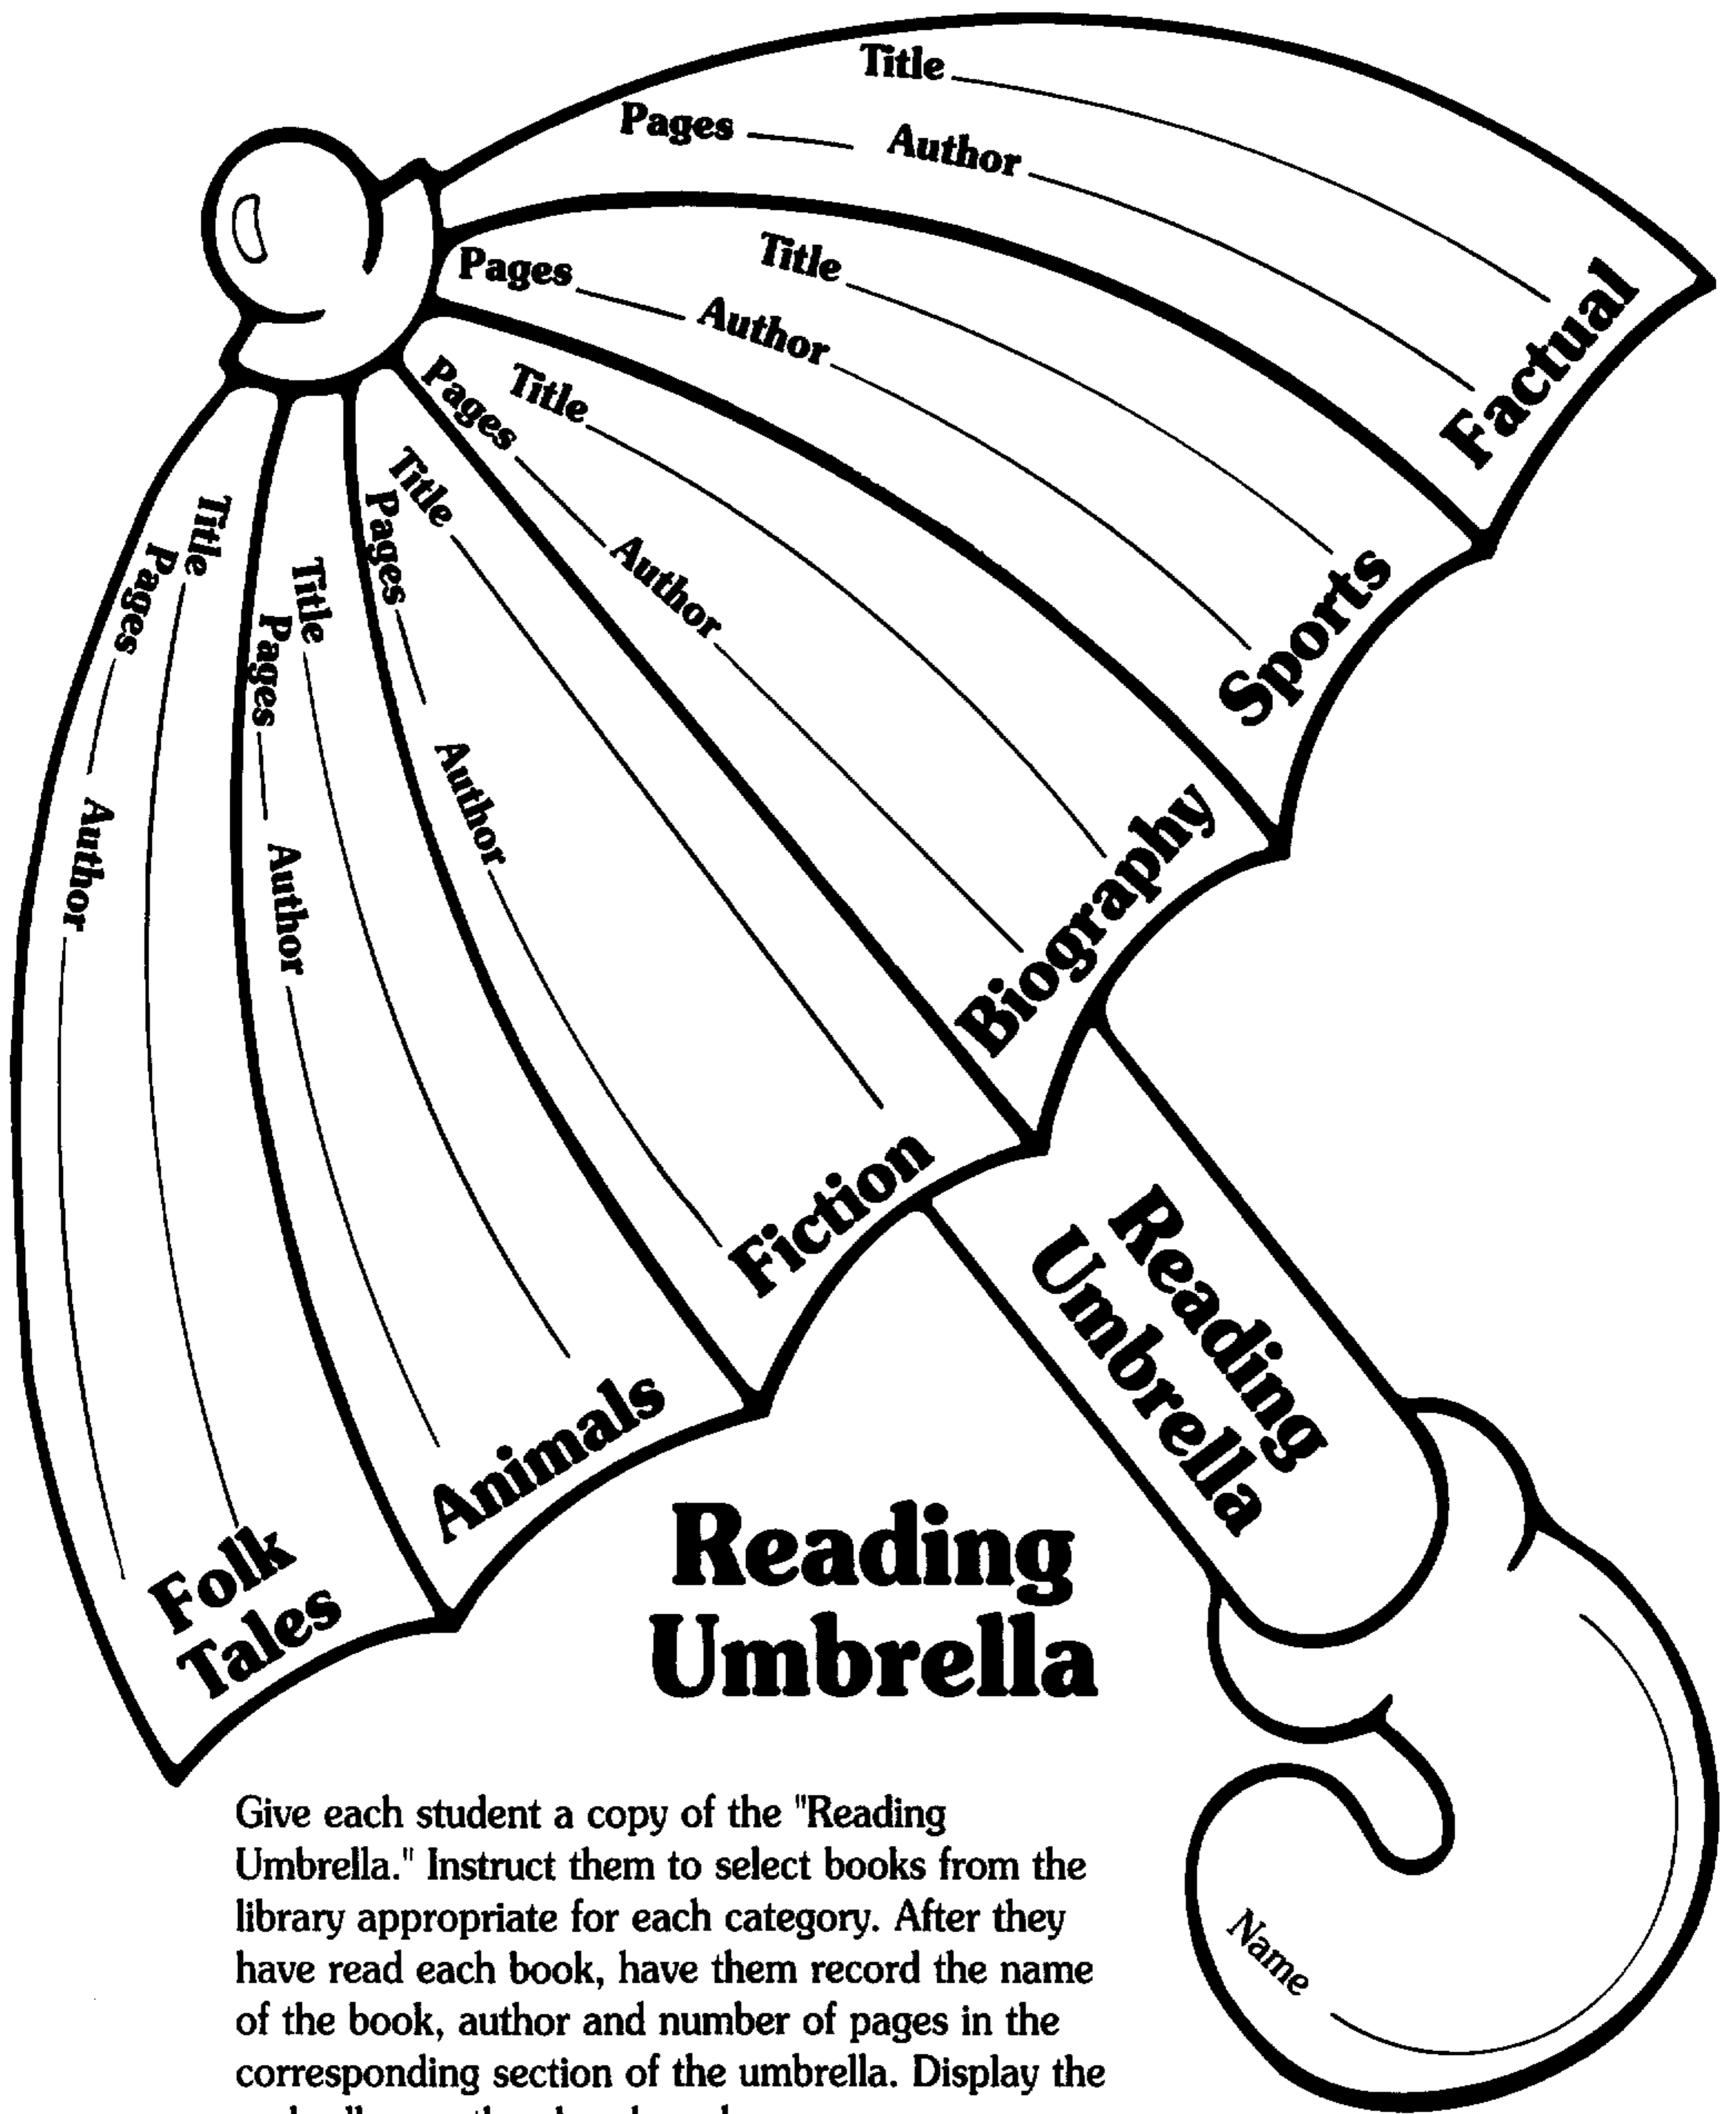 Title
Pages Author
Factual
Title
Pages Author
Sports
Title
Pages Author
Biography
Title
Pages Author
Fiction
Title
Pages Author
Animals
Title
Pages Author
Folk
Tales
Reading
Umbrella
Reading
Umbrella
Name
Give each student a copy of the "Reading
Umbrella." Instruct them to select books from the
library appropriate for each category. After they
have read each book, have them record the name
of the book, author and number of pages in the
corresponding section of the umbrella. Display the